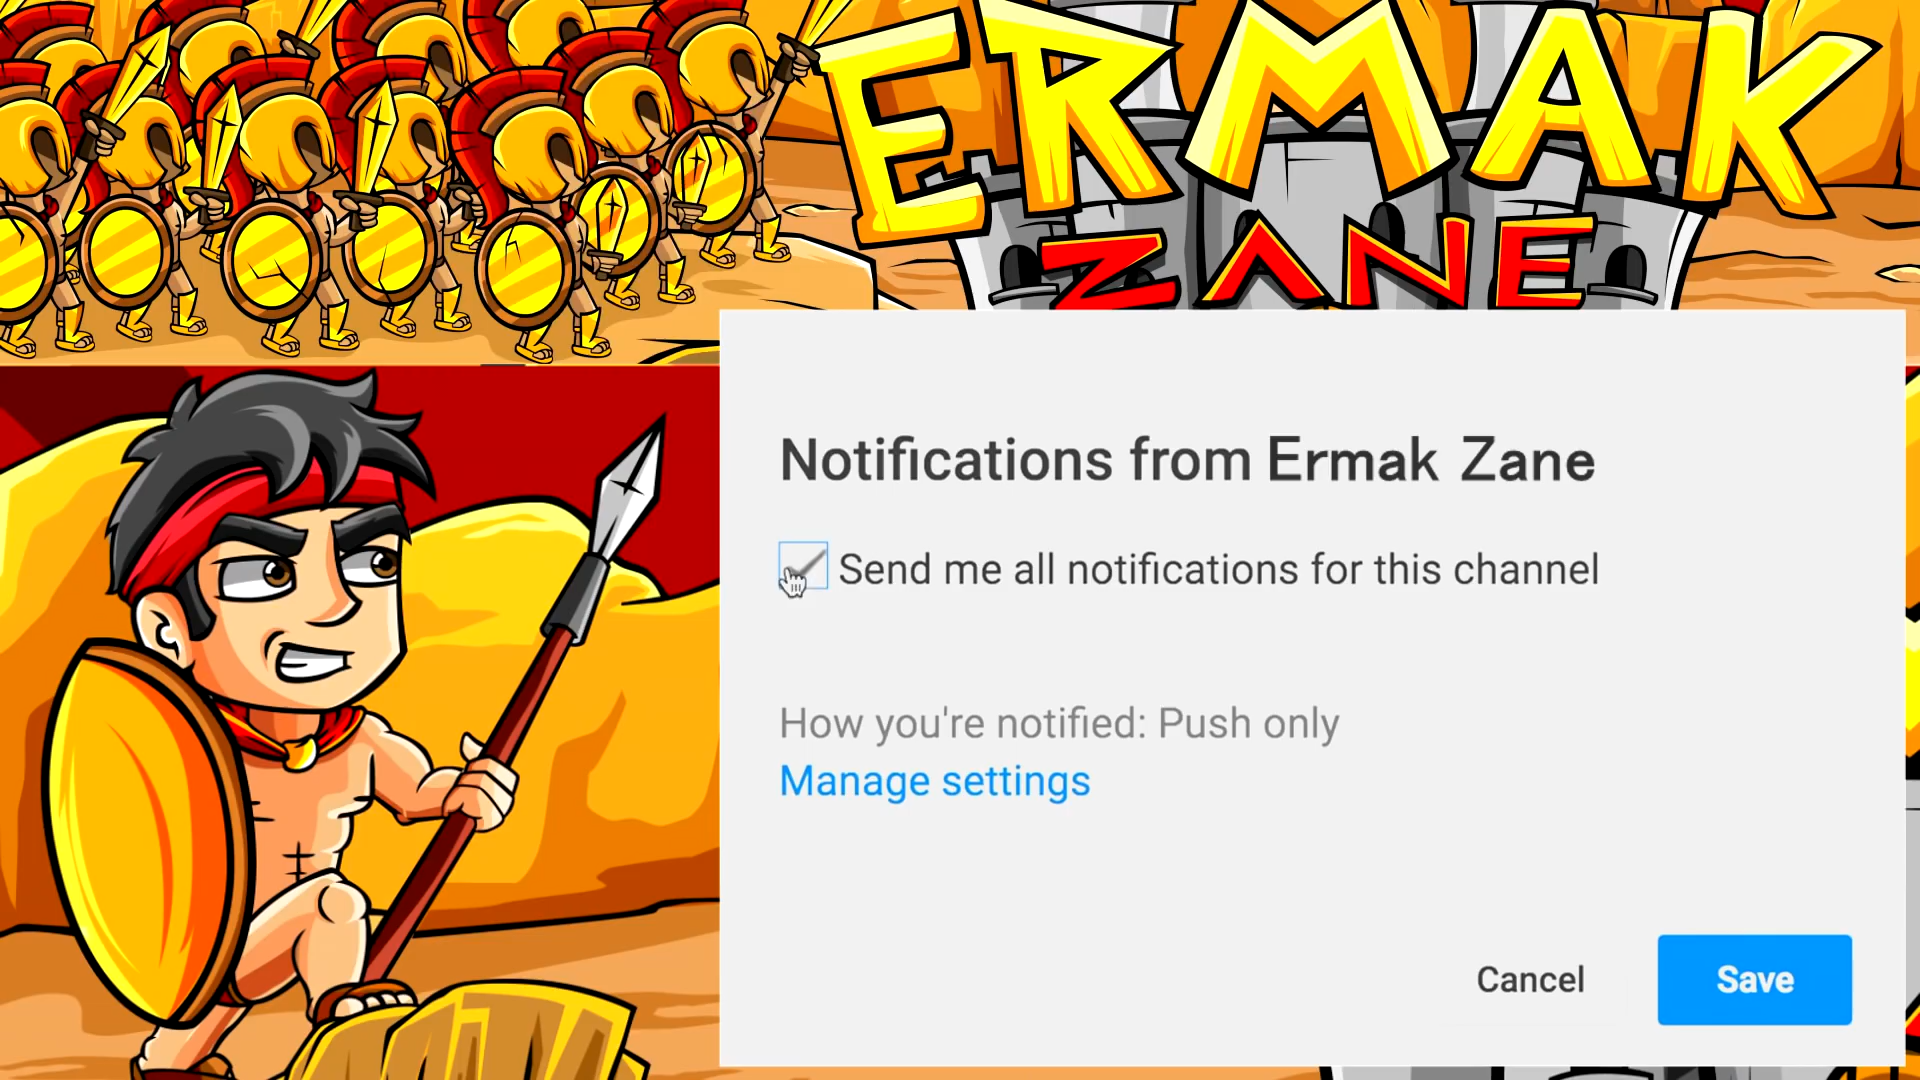 ERMAK
ZANE
Notifications from Ermak Zane
Send me all notifications for this channel
How you're notified: Push only
Manage settings
Cancel
Save